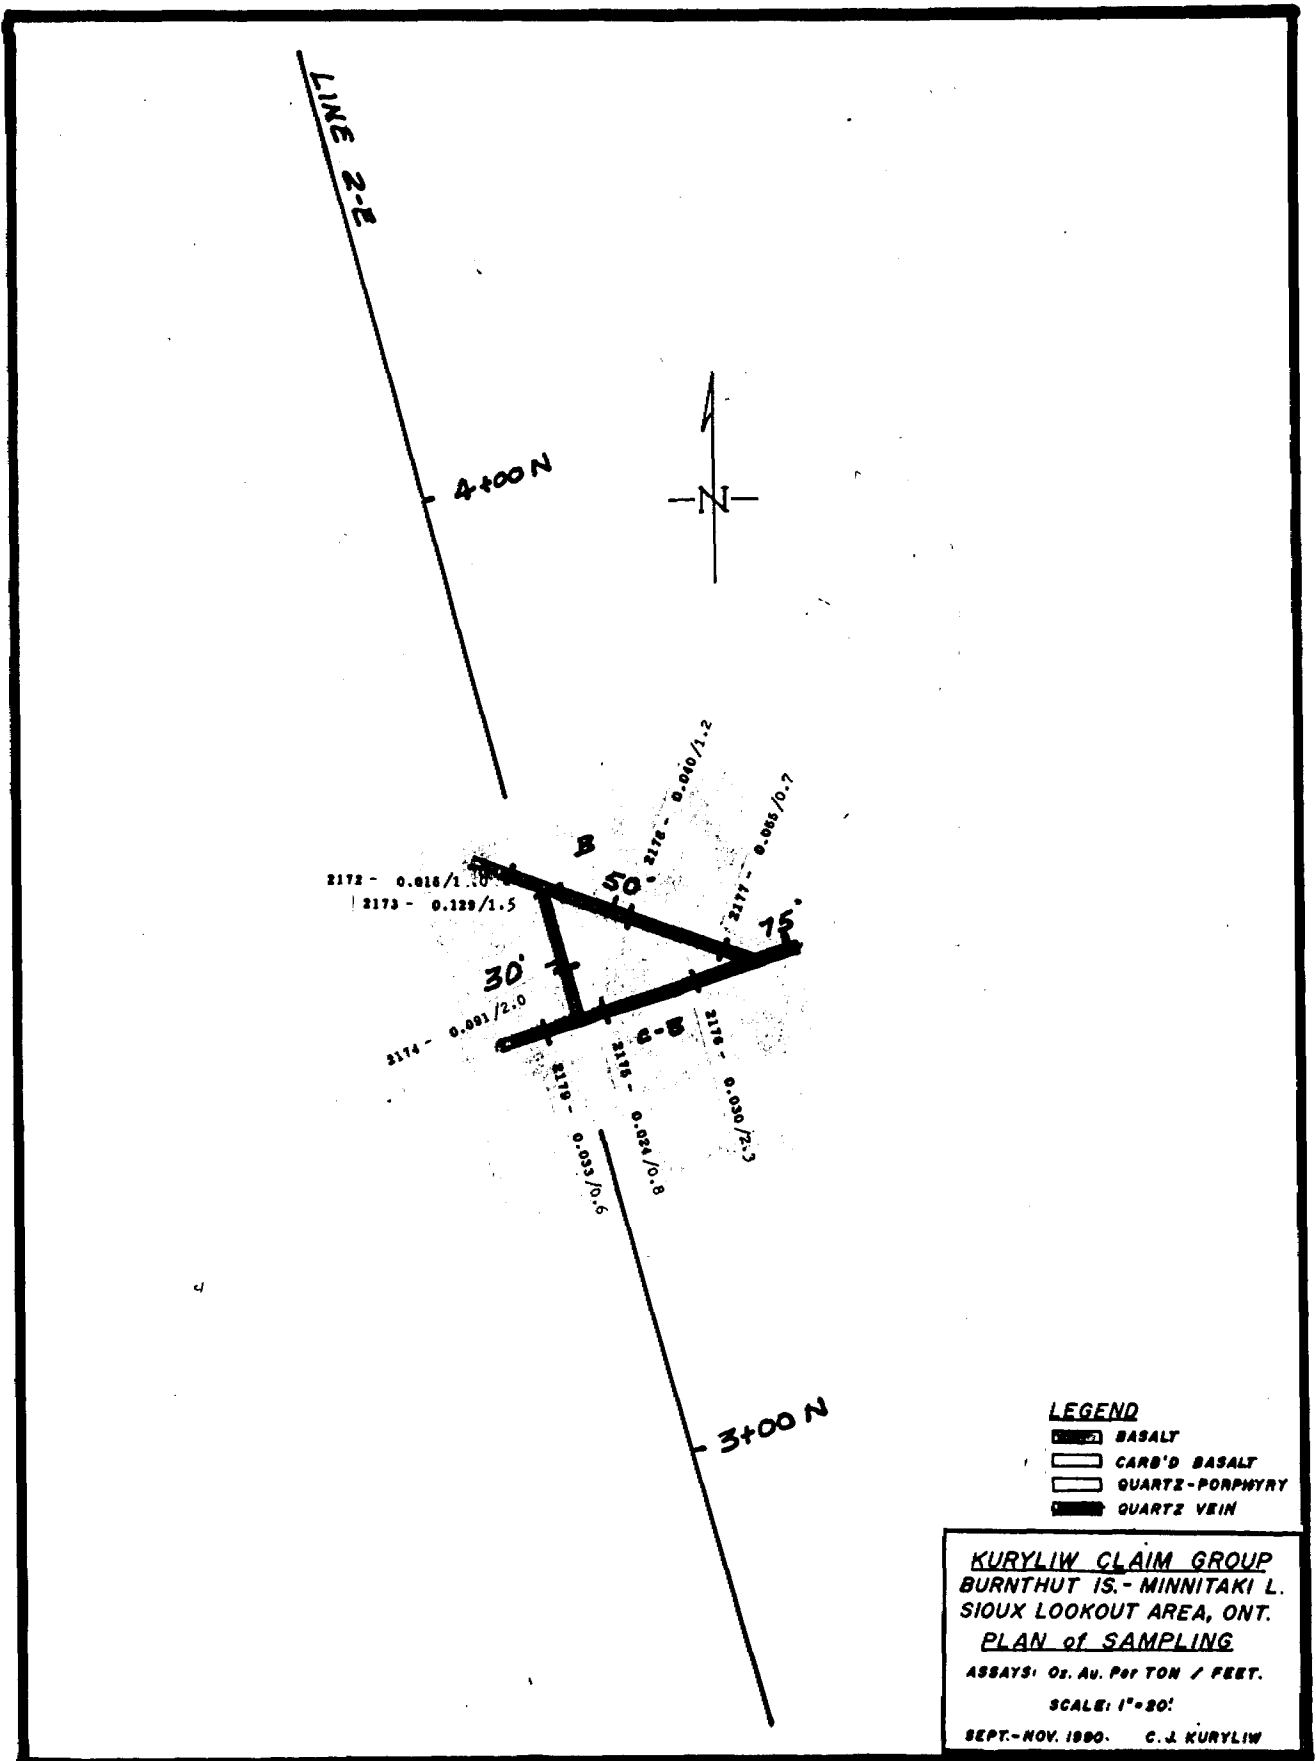 LINE 2-E
4+00 N
N
2178 - 0.040/1.2
2177 - 0.055/0.7
B
50'
2172 - 0.016/1.0
2173 - 0.129/1.5
75'
30'
2174 - 0.091/2.0
C-B
2179 - 0.033/0.6
2175 - 0.024/0.8
2176 - 0.030/2.3
3+00 N
LEGEND
BASALT
CARB'D BASALT
QUARTZ-PORPHYRY
QUARTZ VEIN
KURYLIW CLAIM GROUP
BURNTHUT IS. - MINNITAKI L.
SIOUX LOOKOUT AREA, ONT.
PLAN of SAMPLING
ASSAYS: Oz. Au. Per TON / FEET.
SCALE: 1"=20'
SEPT.-NOV. 1990. C. J. KURYLIW